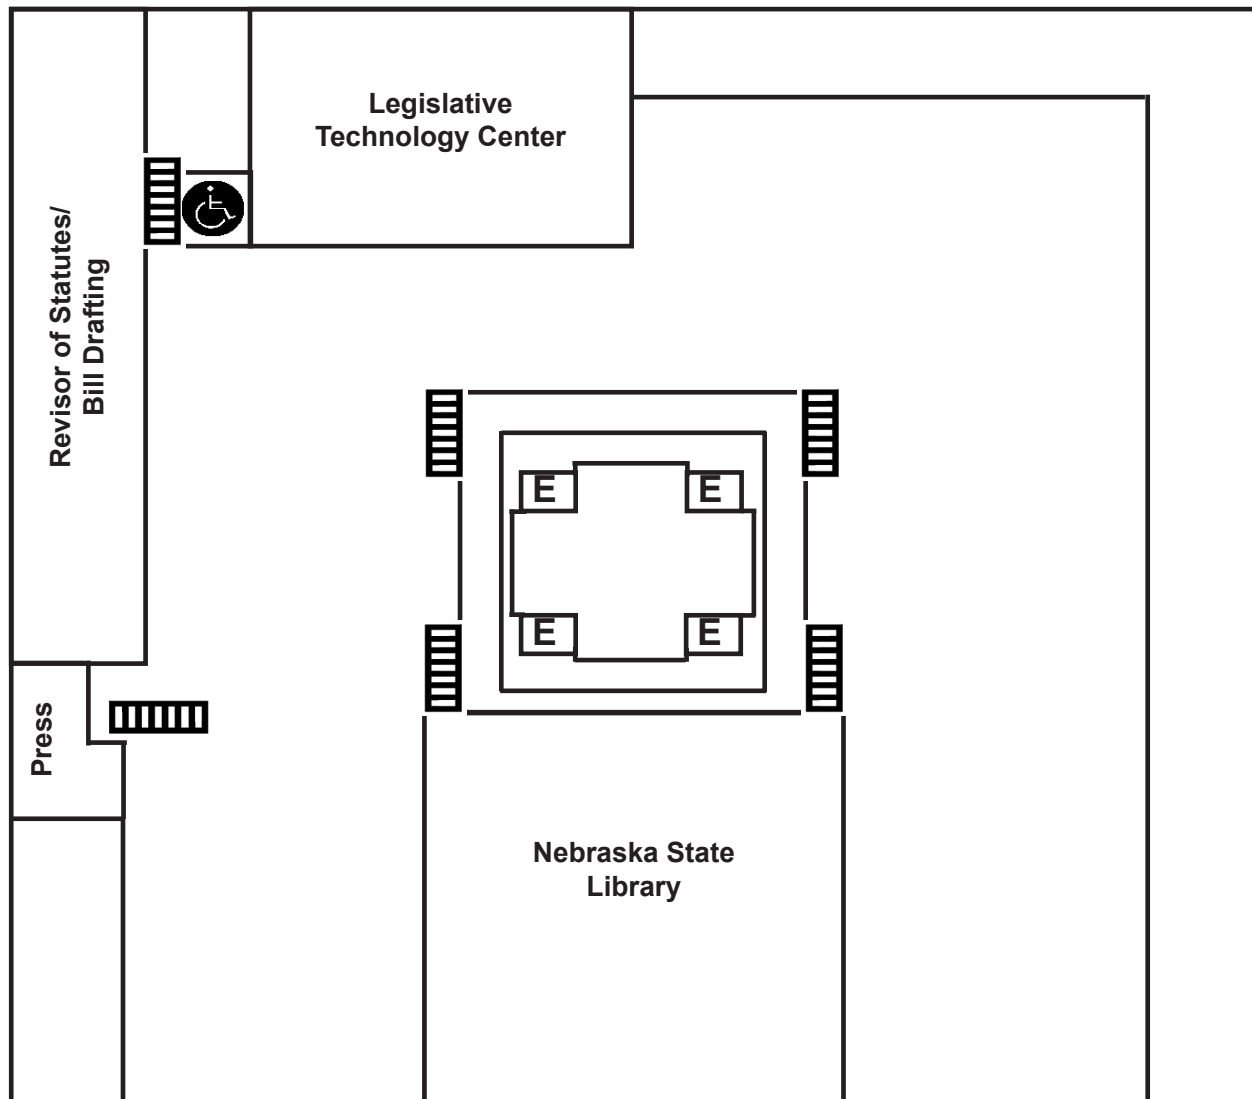 Legislative
Technology Center
Revisor of Statutes/
Bill Drafting
E
E
E
E
Press
Nebraska State
Library